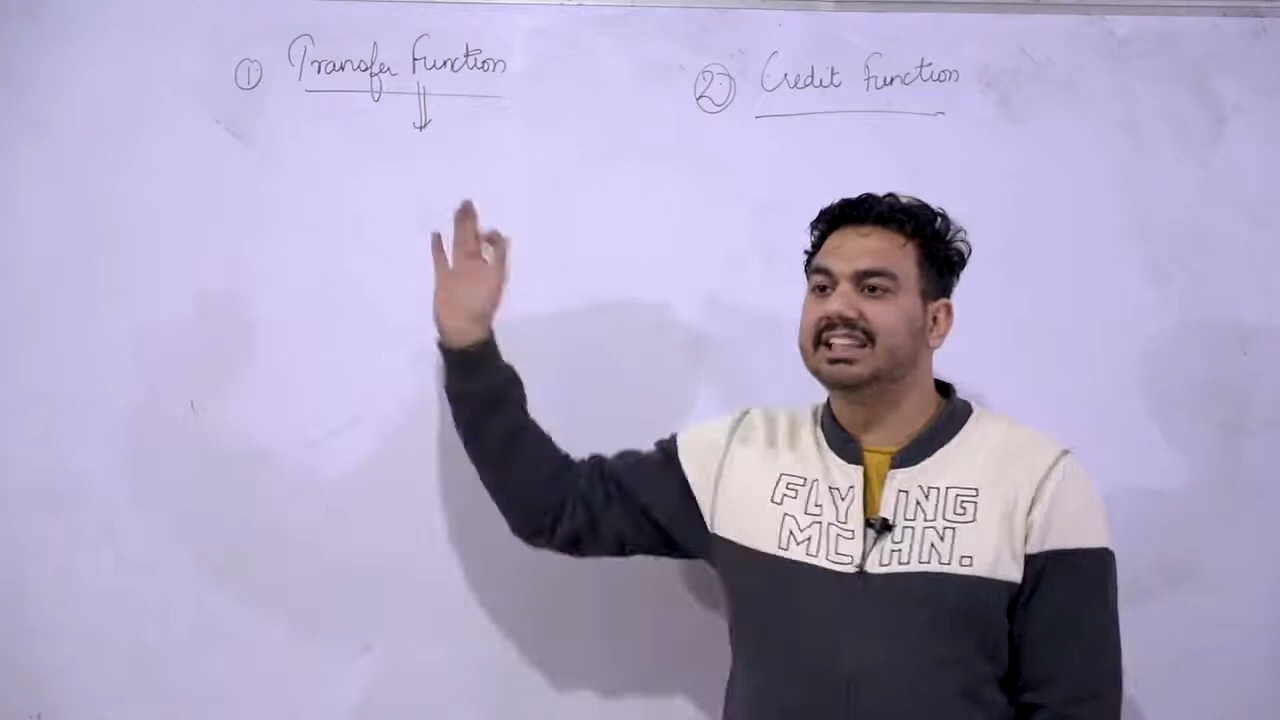 ① Transfer Function
② Credit Function
FLYING
MCHN.